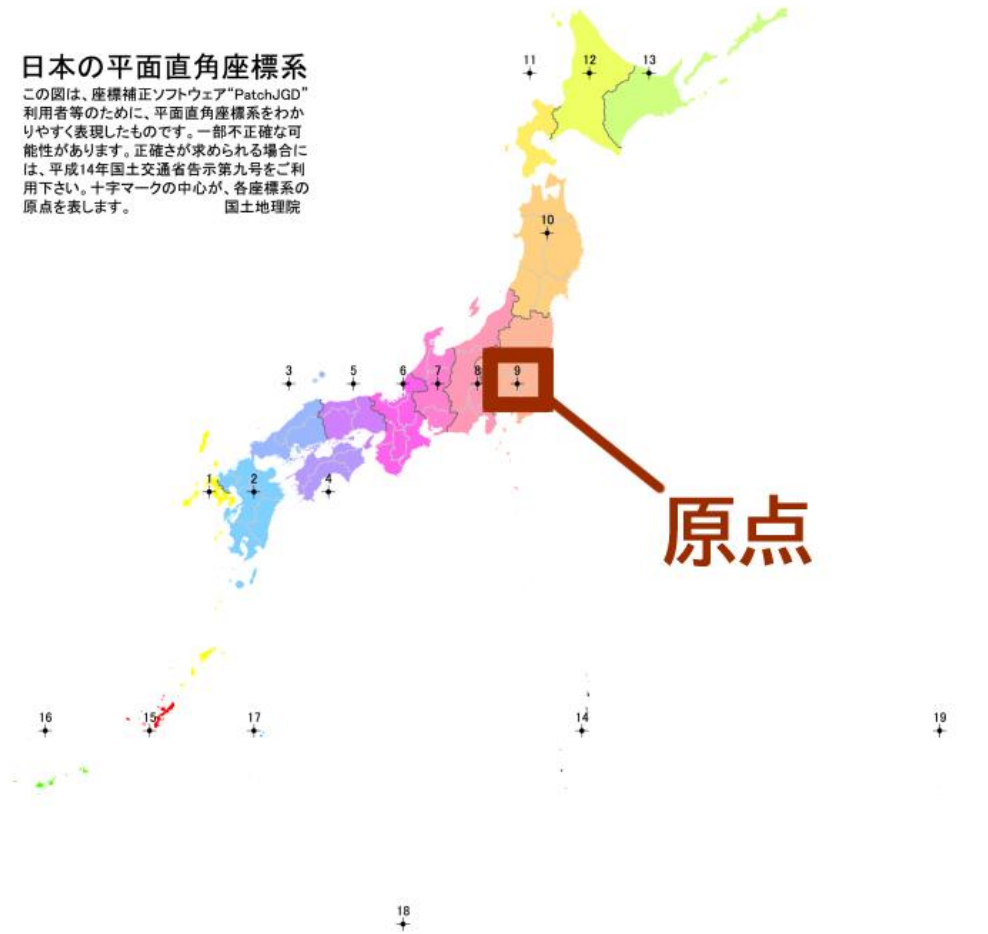 日本の平面直角座標系
この図は、座標補正ソフトウェア“PatchJGD”
利用者等のために、平面直角座標系をわか
りやすく表現したものです。一部不正確な可
能性があります。正確さが求められる場合に
は、平成14年国土交通省告示第九号をご利
用下さい。十字マークの中心が、各座標系の
原点を表します。 国土地理院
11 12 13
10
3 5 6 7 8 9
1 2 4
原点
16 15 17 14 19
18